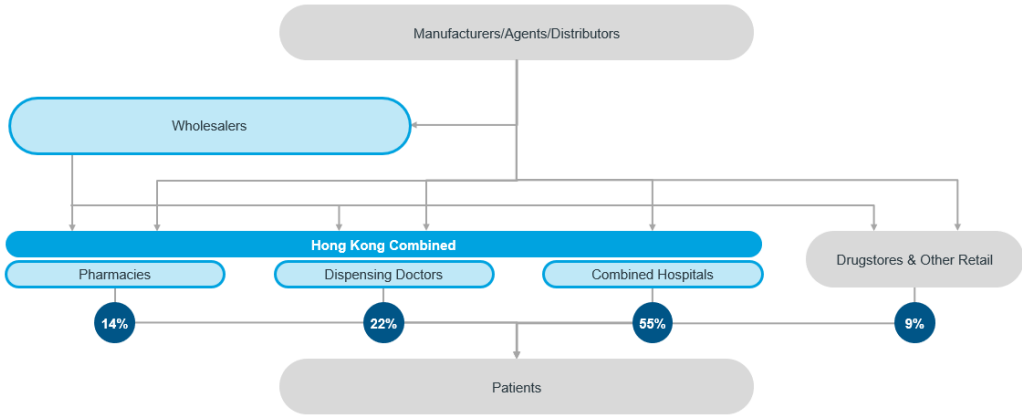 Manufacturers/Agents/Distributors
Wholesalers
Hong Kong Combined
Pharmacies
Dispensing Doctors
Combined Hospitals
Drugstores & Other Retail
14%
22%
55%
9%
Patients